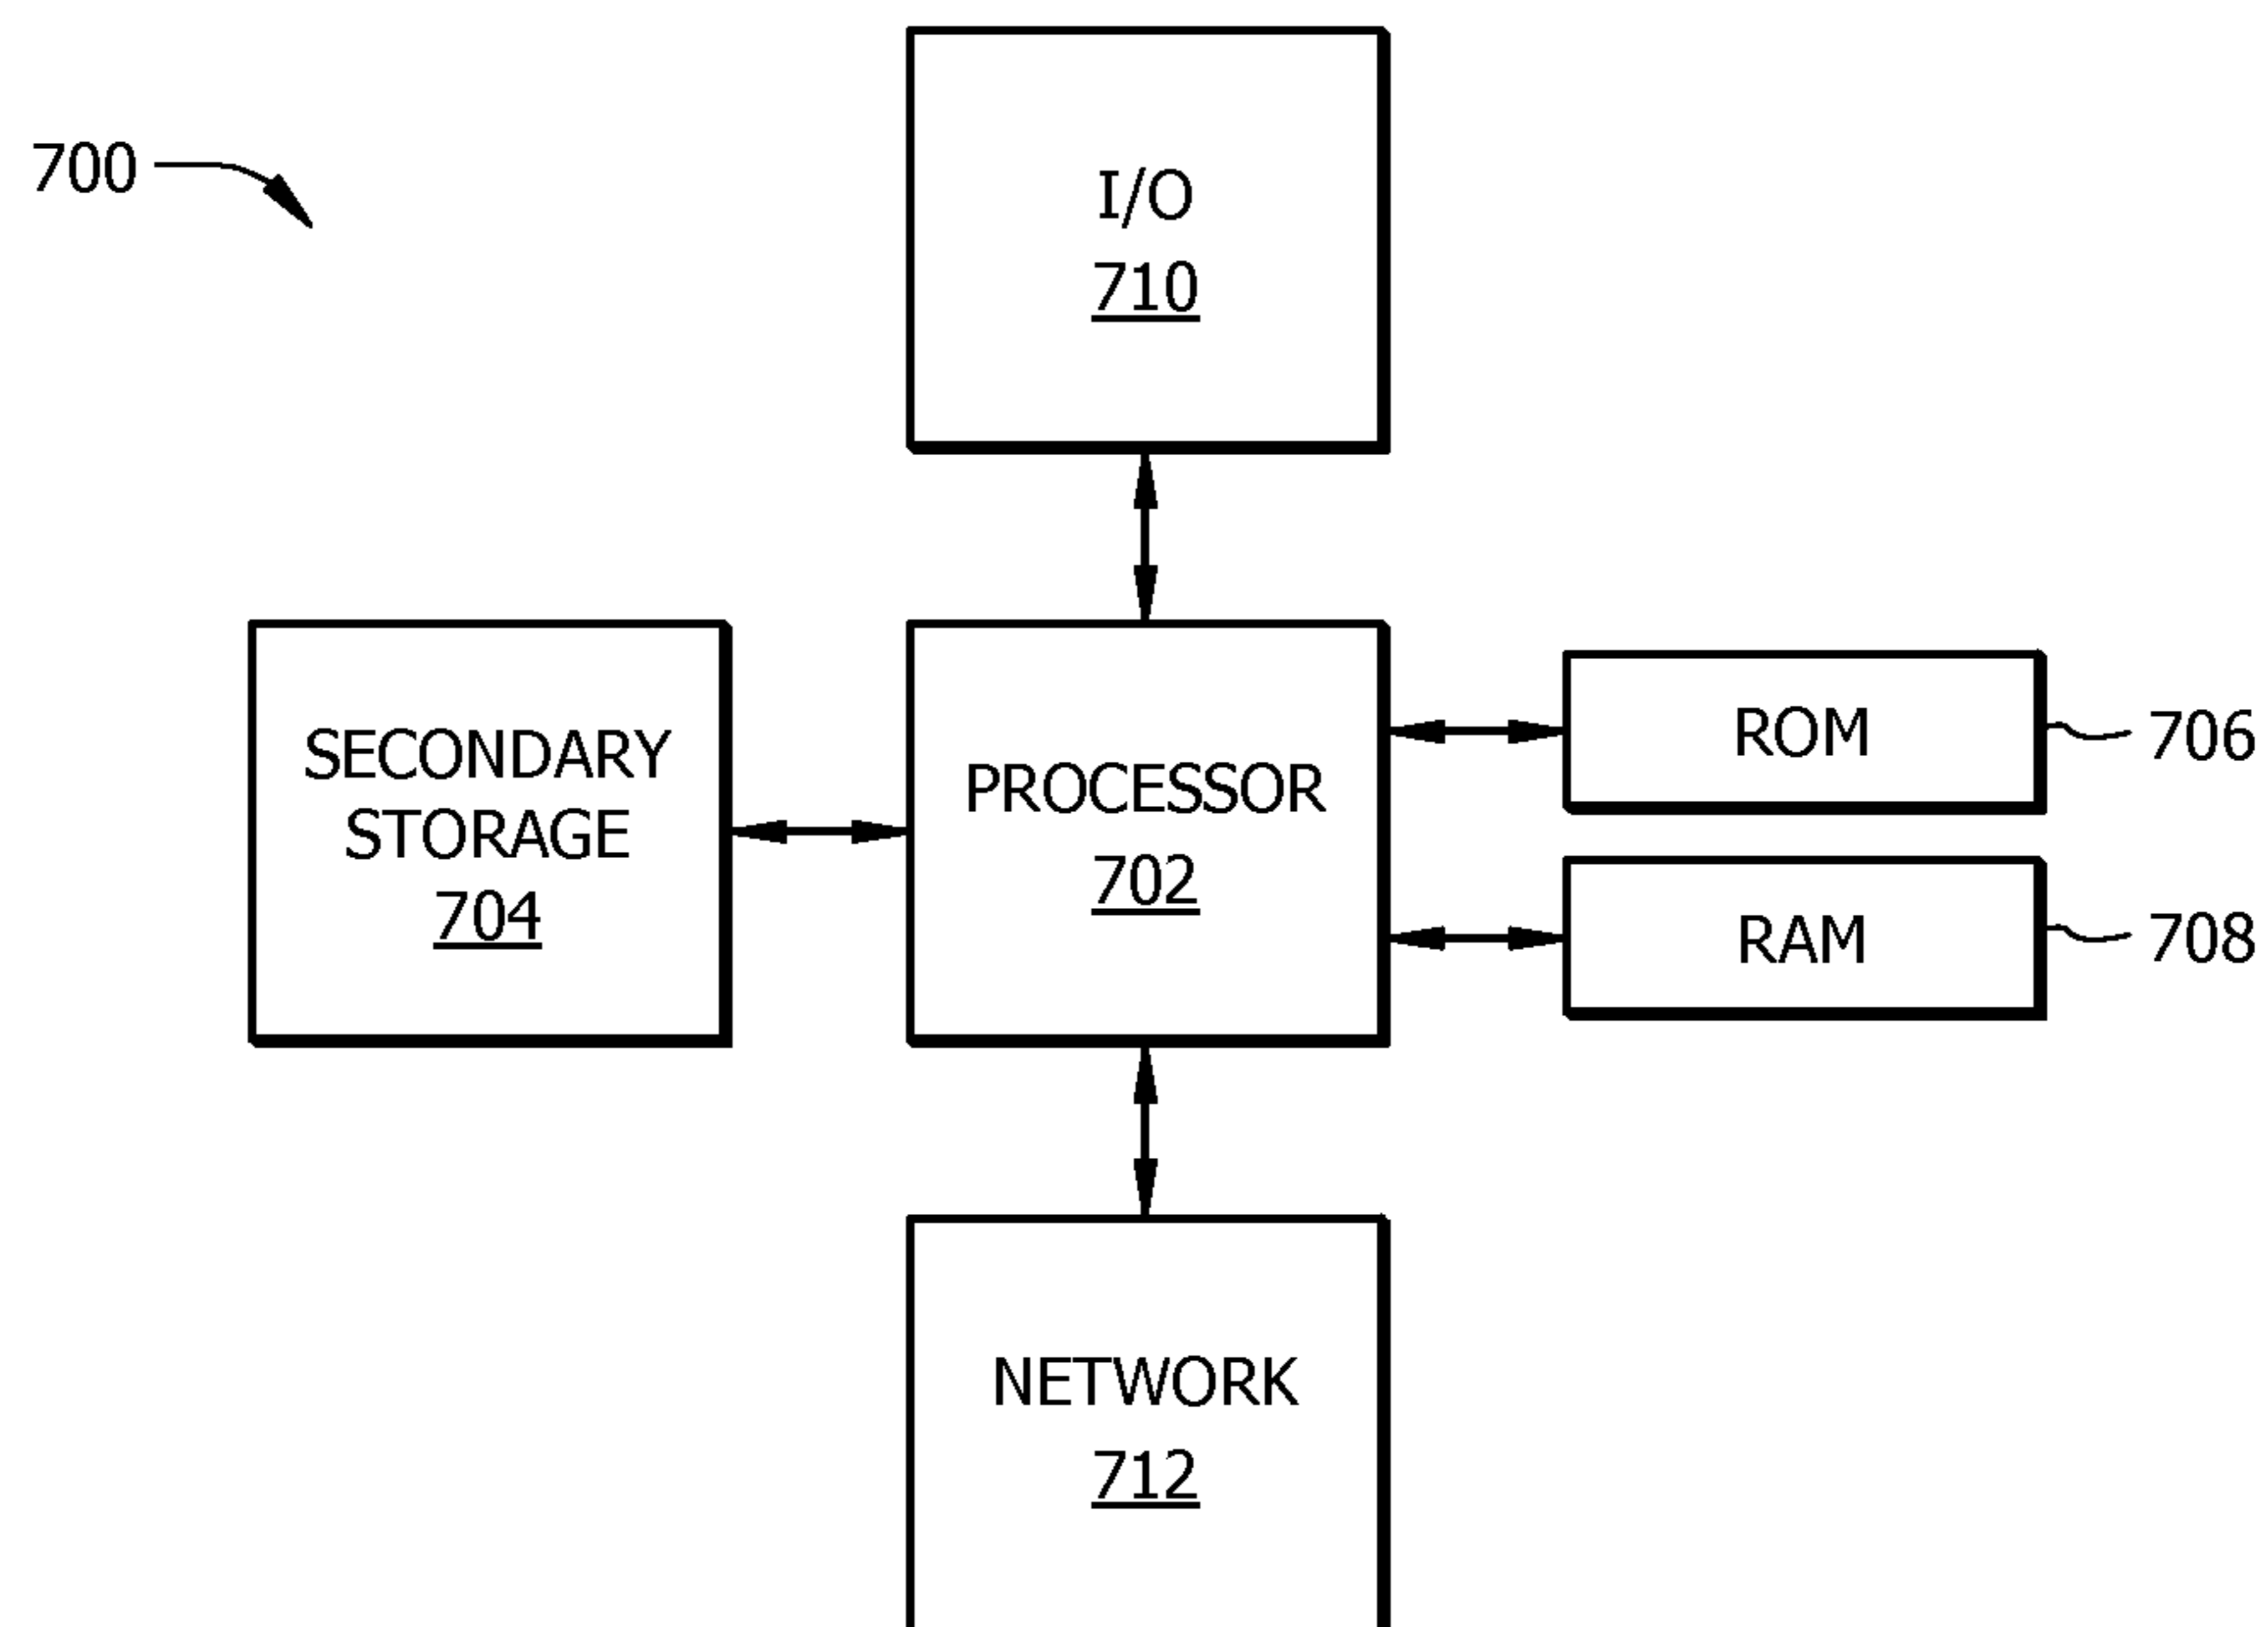 700
I/O
710
SECONDARY
STORAGE
704
PROCESSOR
702
ROM
706
RAM
708
NETWORK
712